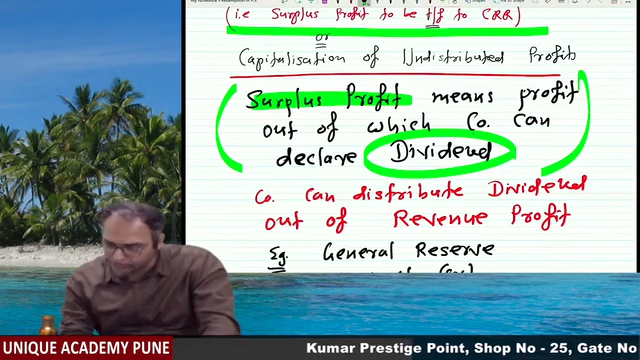 (i.e Surplus Profit to be t/f to CRR)
or
Capitalisation of Undistributed Profit
Surplus Profit means profit
out of which Co. can
declare Dividend
Co. Can distribute Dividend
out of Revenue Profit
Eg. General Reserve
UNIQUE ACADEMY PUNE
Kumar Prestige Point, Shop No - 25, Gate No